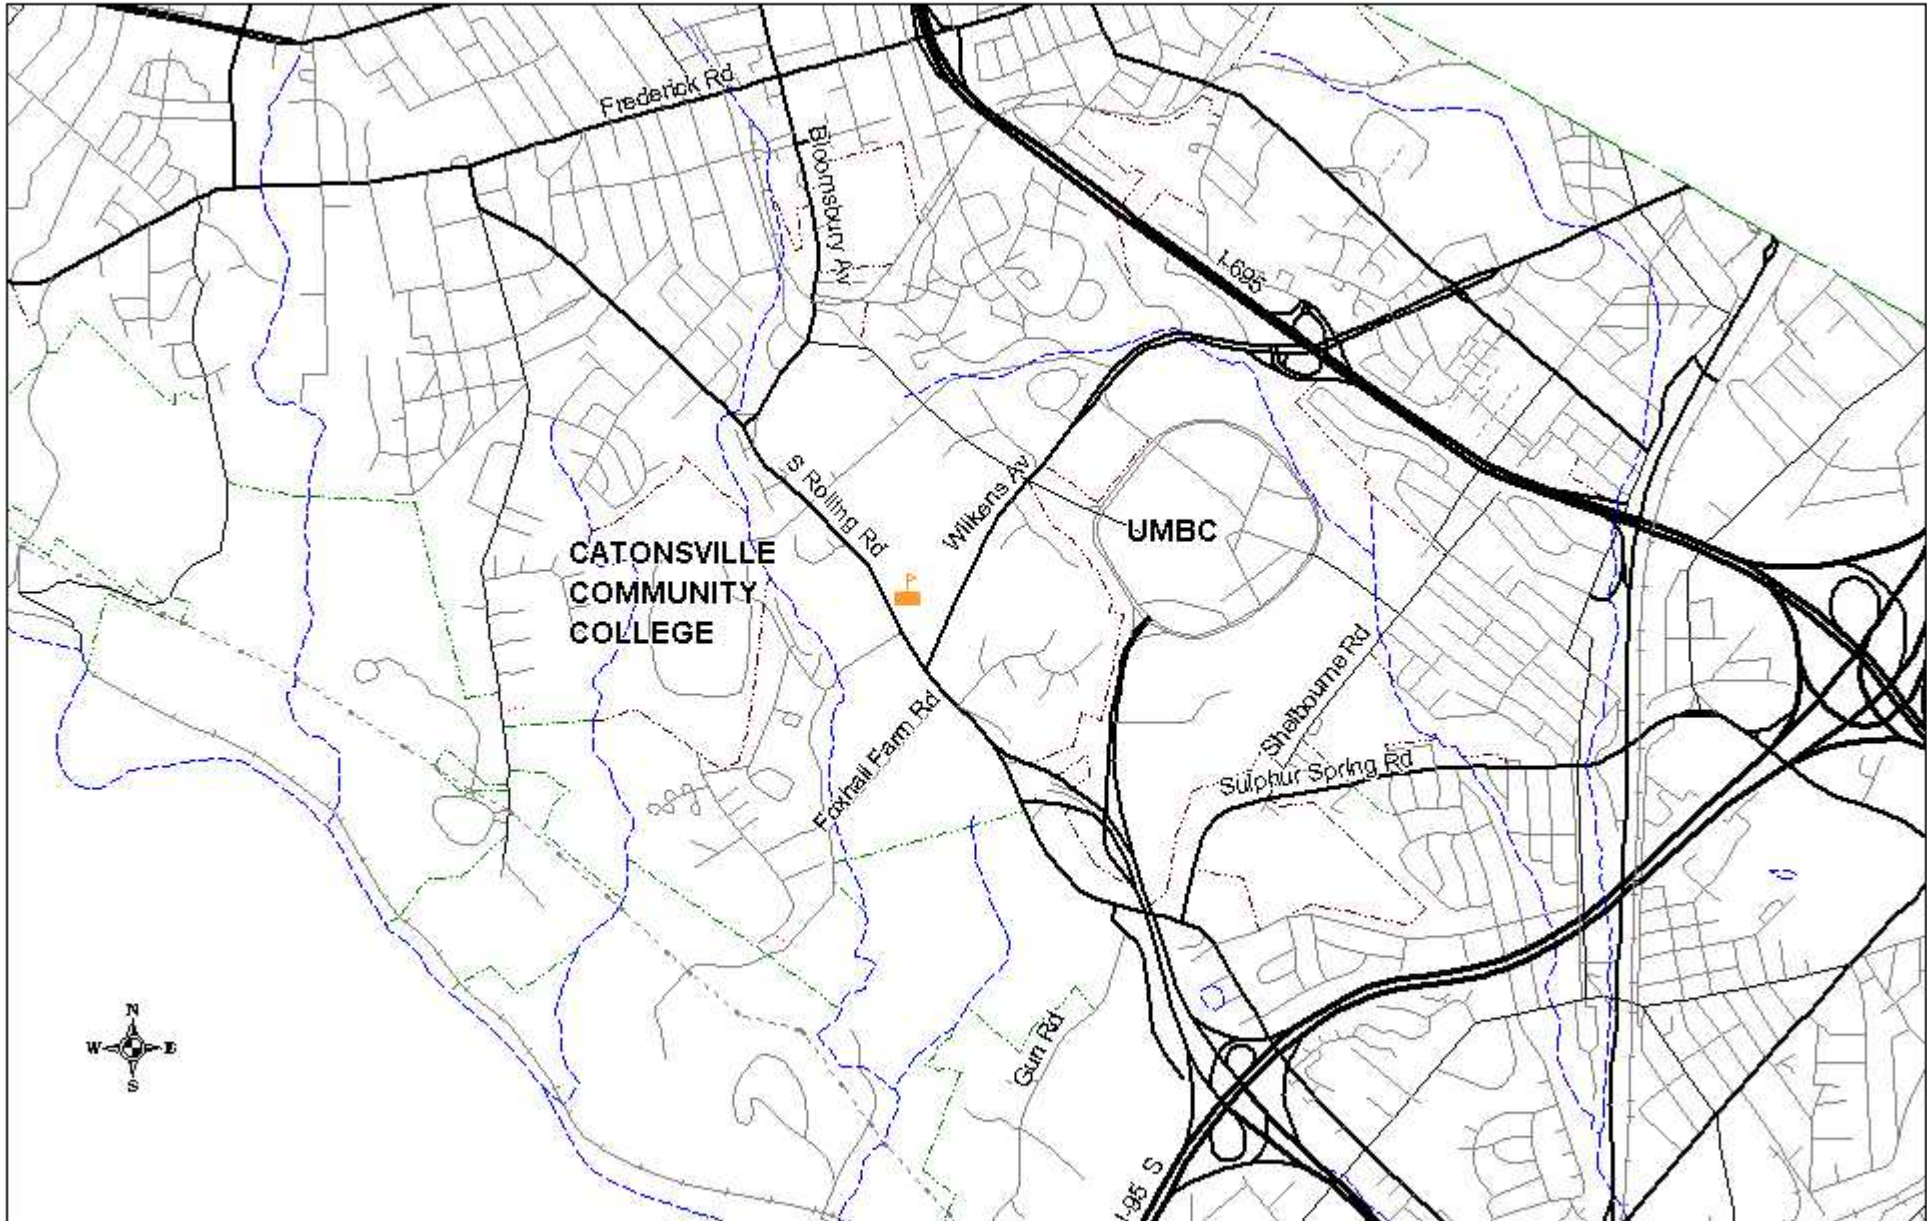 Frederick Rd
Bloomsbury Av
I-695
S Rolling Rd
Wilkens Av
UMBC
CATONSVILLE
COMMUNITY
COLLEGE
Shelbourne Rd
Foxhall Farm Rd
Sulphur Spring Rd
N
W
E
S
Gun Rd
I-95 S